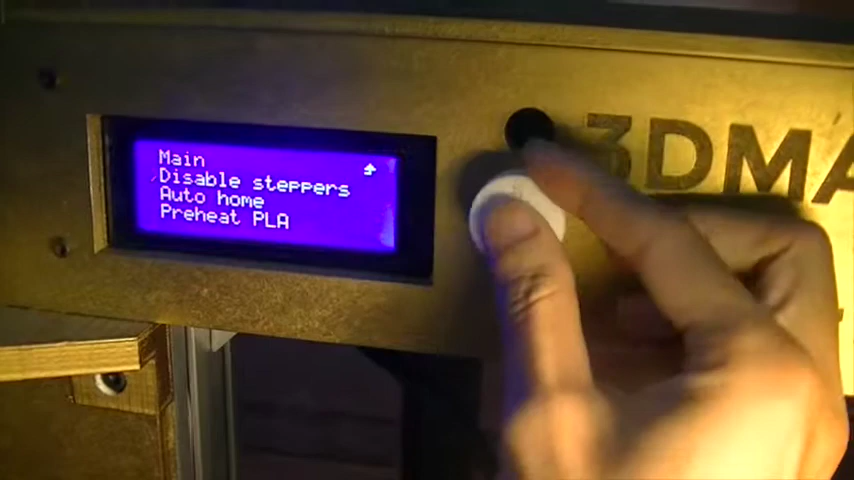 Main
Disable steppers
Auto home
Preheat PLA
3DMA